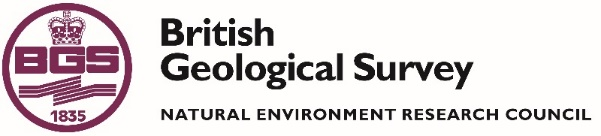 BGS
1835
British
Geological Survey
NATURAL ENVIRONMENT RESEARCH COUNCIL